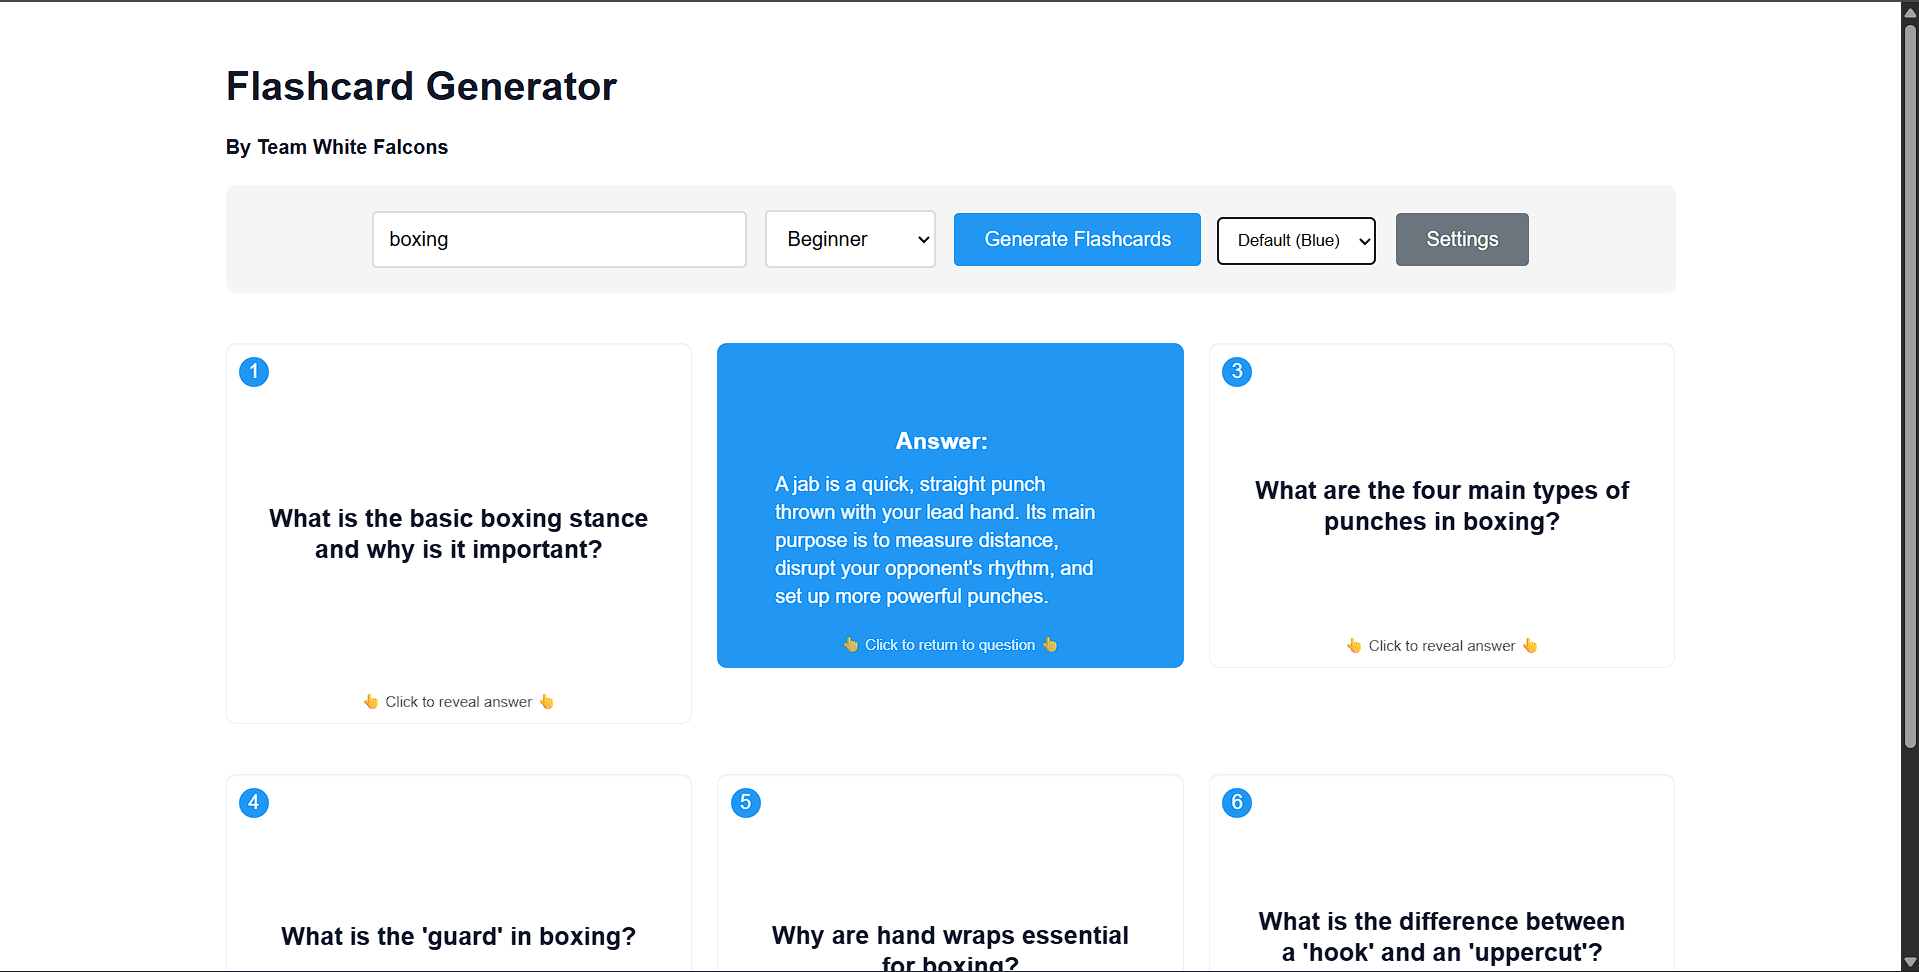 Flashcard Generator
By Team White Falcons
boxing
Beginner
Generate Flashcards
Default (Blue)
Settings
1
What is the basic boxing stance
and why is it important?
👆 Click to reveal answer 👆
Answer:
A jab is a quick, straight punch
thrown with your lead hand. Its main
purpose is to measure distance,
disrupt your opponent's rhythm, and
set up more powerful punches.
👆 Click to return to question 👆
3
What are the four main types of
punches in boxing?
👆 Click to reveal answer 👆
4
What is the 'guard' in boxing?
5
Why are hand wraps essential
for boxing?
6
What is the difference between
a 'hook' and an 'uppercut'?